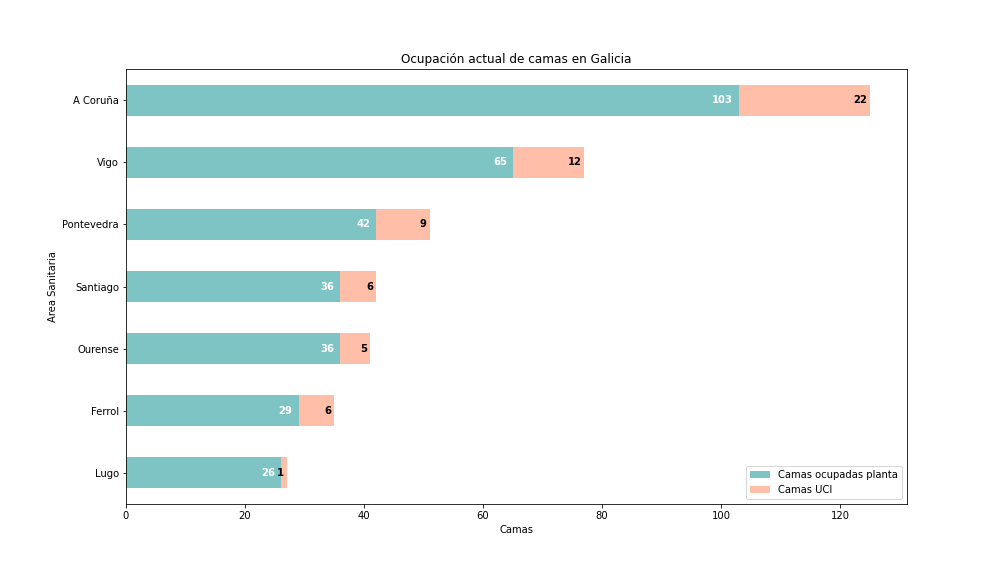 Ocupación actual de camas en Galicia
A Coruña 103 22
Vigo 65 12
Pontevedra 42 9
Santiago 36 6
Ourense 36 5
Ferrol 29 6
Lugo 26 1
Area Sanitaria
Camas ocupadas planta
Camas UCI
0 20 40 60 80 100 120
Camas